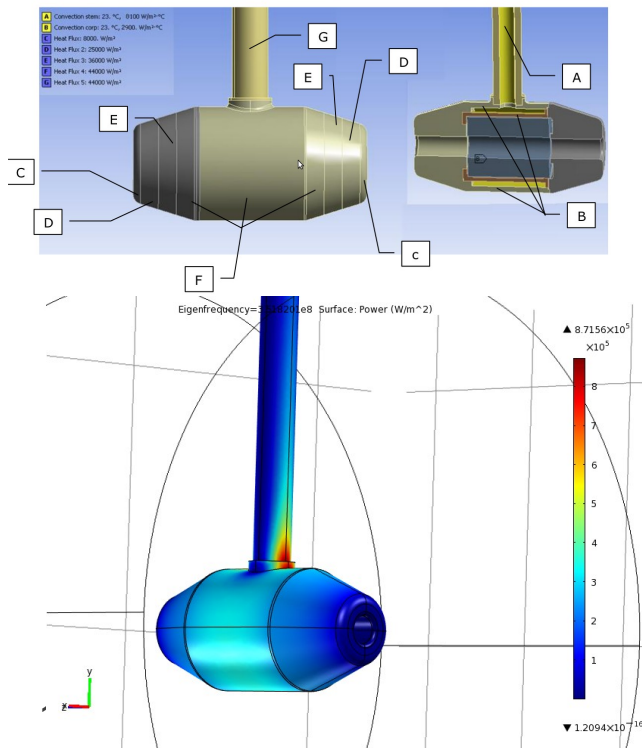 A Convection stem: 23. °C, 0100 W/m²·°C
B Convection corp: 23. °C, 2900. W/m²·°C
C Heat Flux: 8000. W/m²
D Heat Flux 2: 25000 W/m²
E Heat Flux 3: 36000 W/m²
F Heat Flux 4: 44000 W/m²
G Heat Flux 5: 44000 W/m²
G
D
E
A
E
C
B
D
c
F
Surface: Power (W/m^2)
▲ 8.7156×10⁵
×10⁵
8
7
6
5
4
3
2
1
y
z
▼ 1.2094×10⁻¹⁶